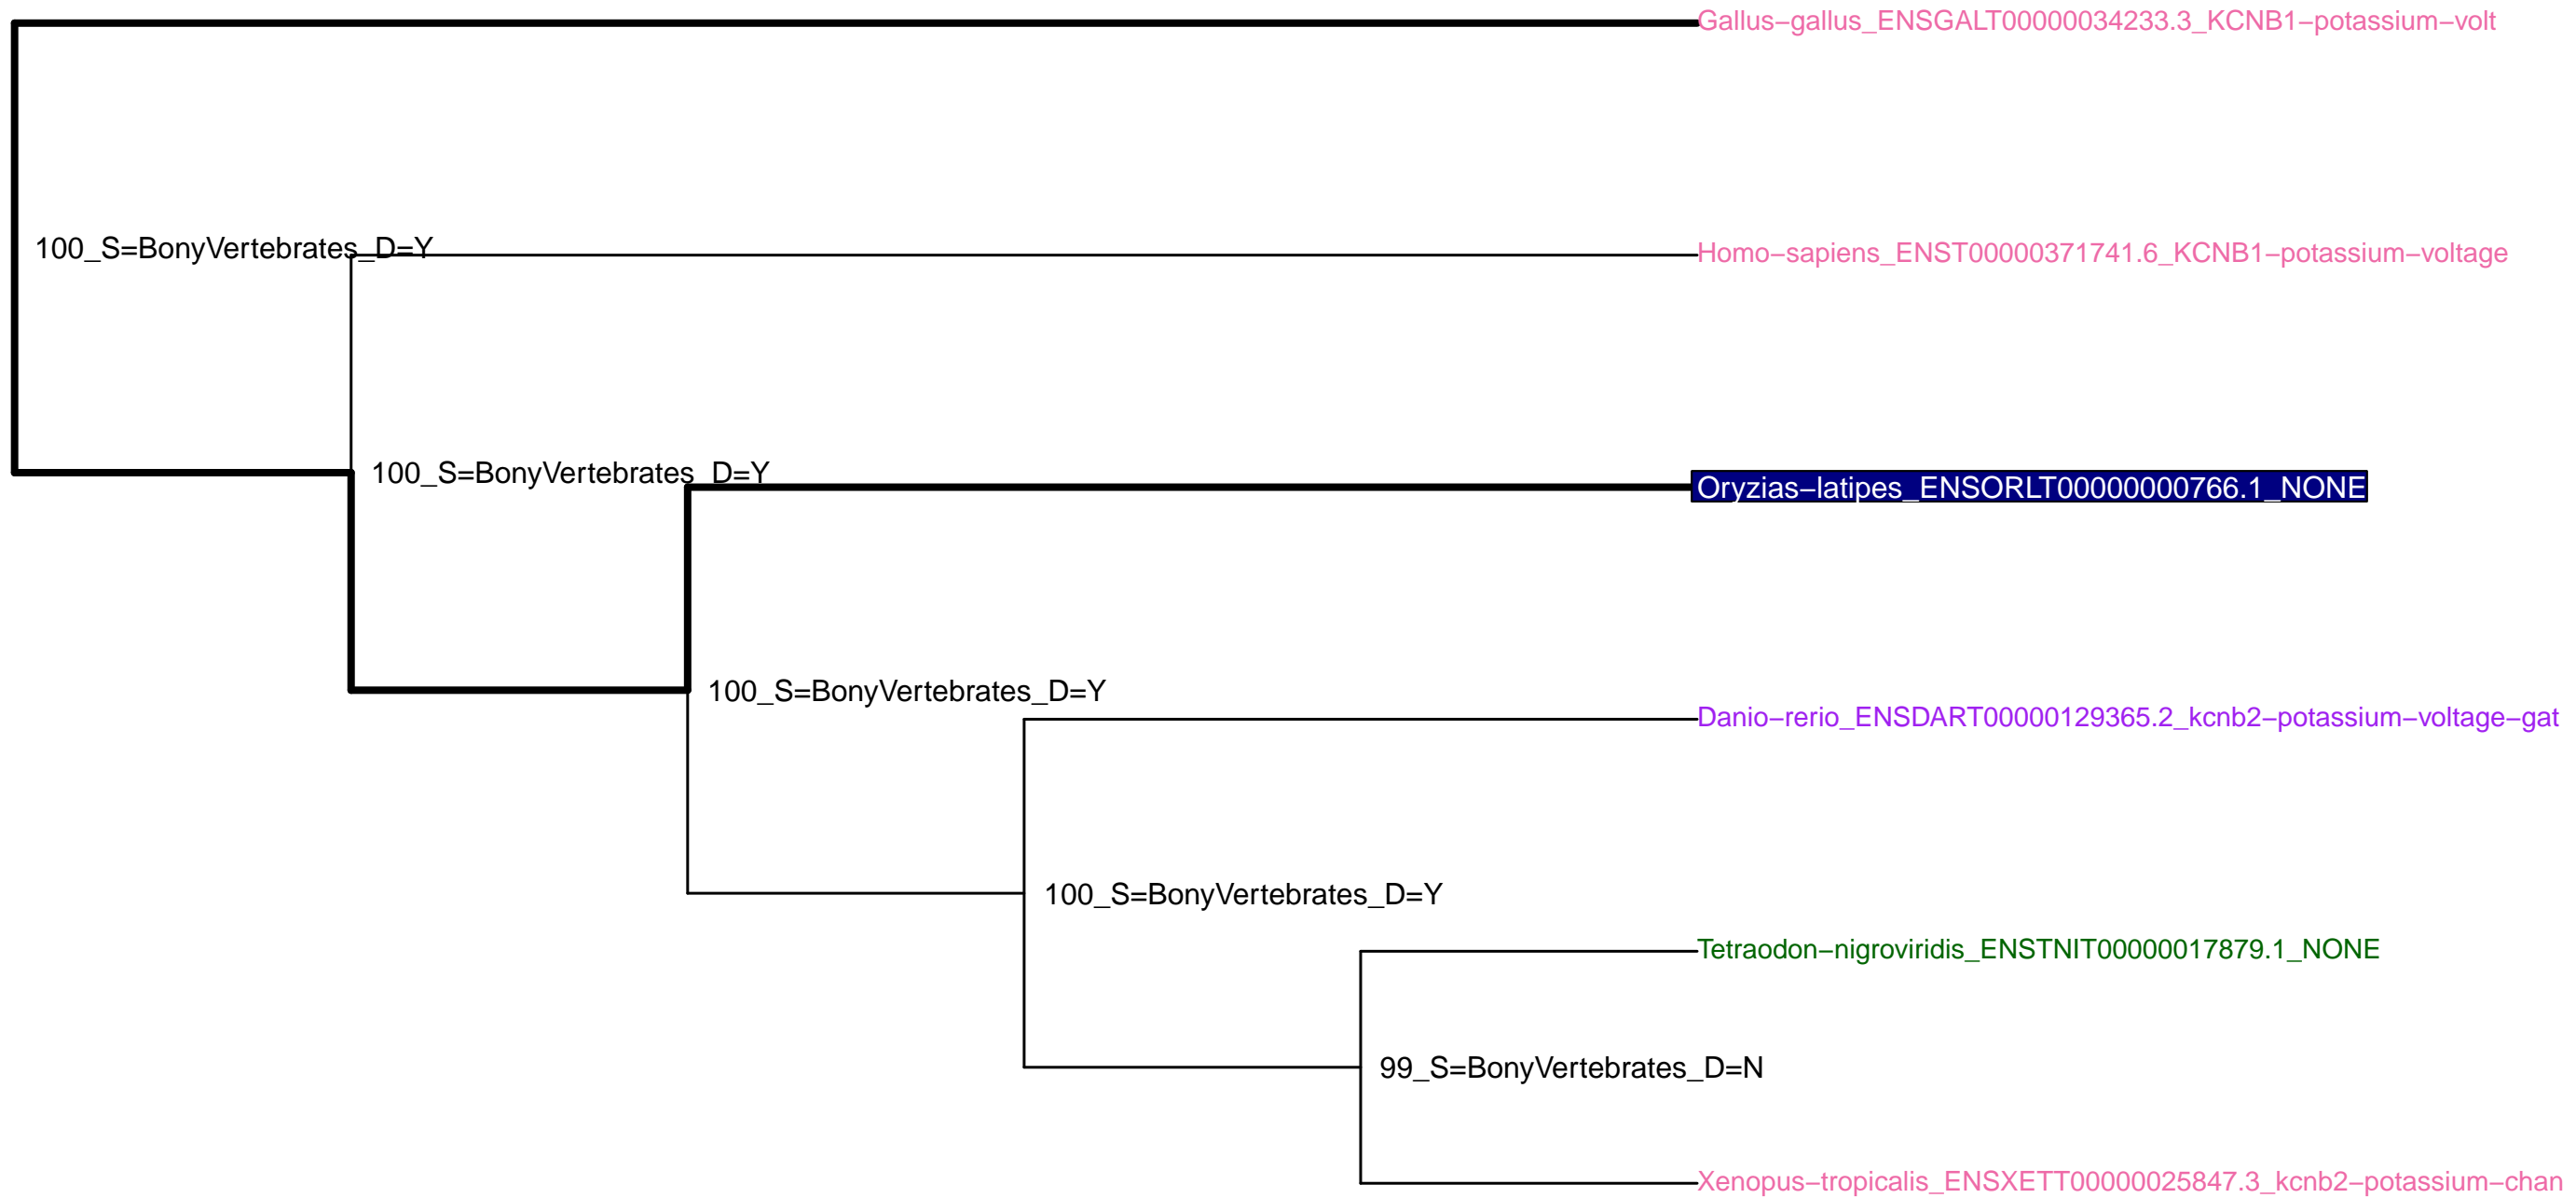 Gallus−gallus_ENSGALT00000034233.3_KCNB1−potassium−volt
100_S=BonyVertebrates_D=Y
Homo−sapiens_ENST00000371741.6_KCNB1−potassium−voltage
100_S=BonyVertebrates_D=Y
Oryzias−latipes_ENSORLT00000000766.1_NONE
100_S=BonyVertebrates_D=Y
Danio−rerio_ENSDART00000129365.2_kcnb2−potassium−voltage−gat
100_S=BonyVertebrates_D=Y
Tetraodon−nigroviridis_ENSTNIT00000017879.1_NONE
99_S=BonyVertebrates_D=N
Xenopus−tropicalis_ENSXETT00000025847.3_kcnb2−potassium−chan